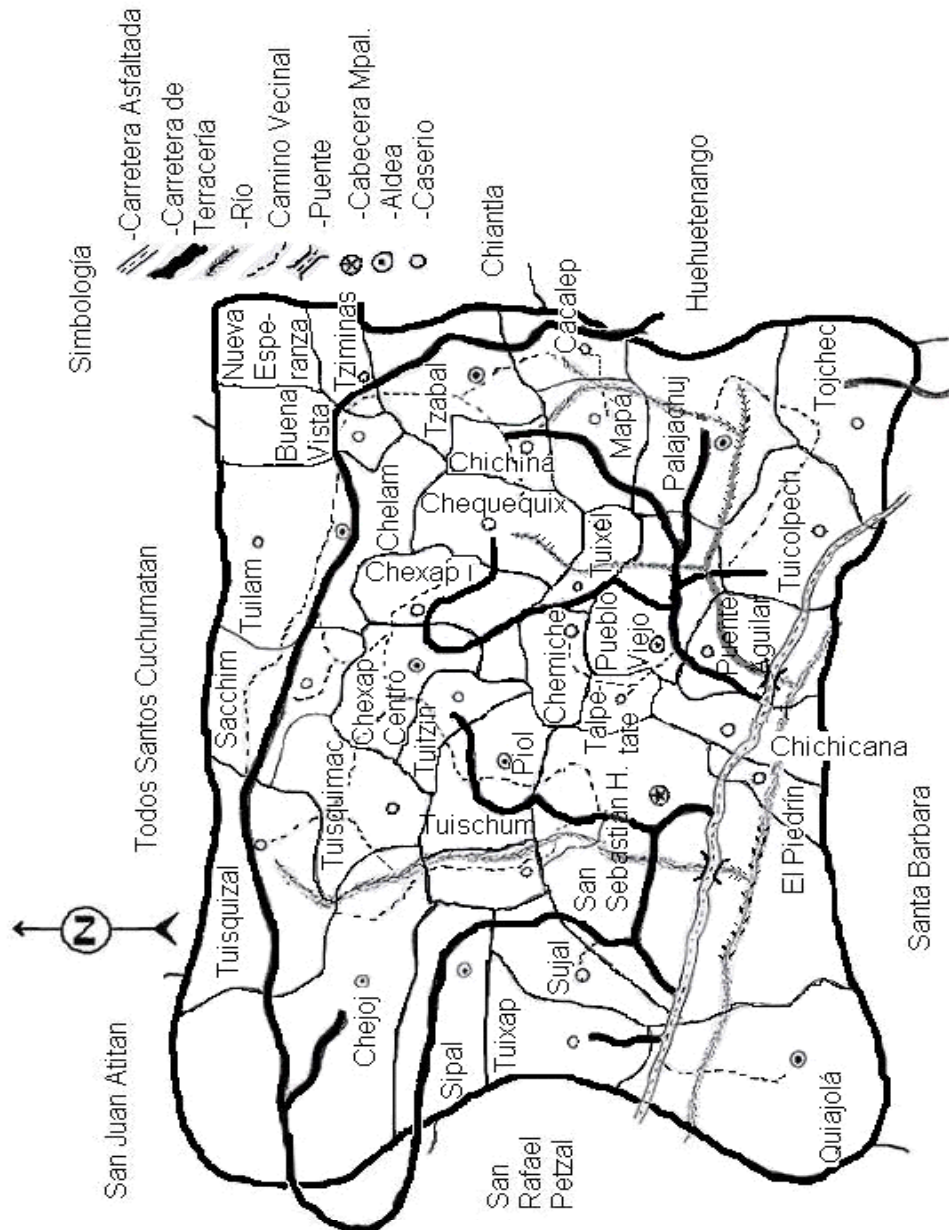 Simbología
-Carretera Asfaltada
-Carretera de
Terracería
-Río
Camino Vecinal
-Puente
-Cabecera Mpal.
-Aldea
-Caserio
N
San Juan Atitan
Todos Santos Cuchumatan
Chiantla
Huehuetenango
Santa Barbara
San
Rafael
Petzal
Tuisquizal
Sacchim
Tuilam
Buena
Vista
Nueva
Espe-
ranza
Tziminas
Chejoj
Tuisquimac
Chexap
Centro
Chexap I
Chelam
Tzabal
Sipal
Tuischum
Tuitzin
Piol
Chequequix
Chichina
Cacalep
Tuixap
Sujal
San
Sebastian H.
Talpe-
tate
Chemiche
Pueblo
Viejo
Tuixel
Mapa
Palajachuj
Quiajolá
El Piedrin
Chichicana
Puente
Aguilar
Tuicolpech
Tojchec